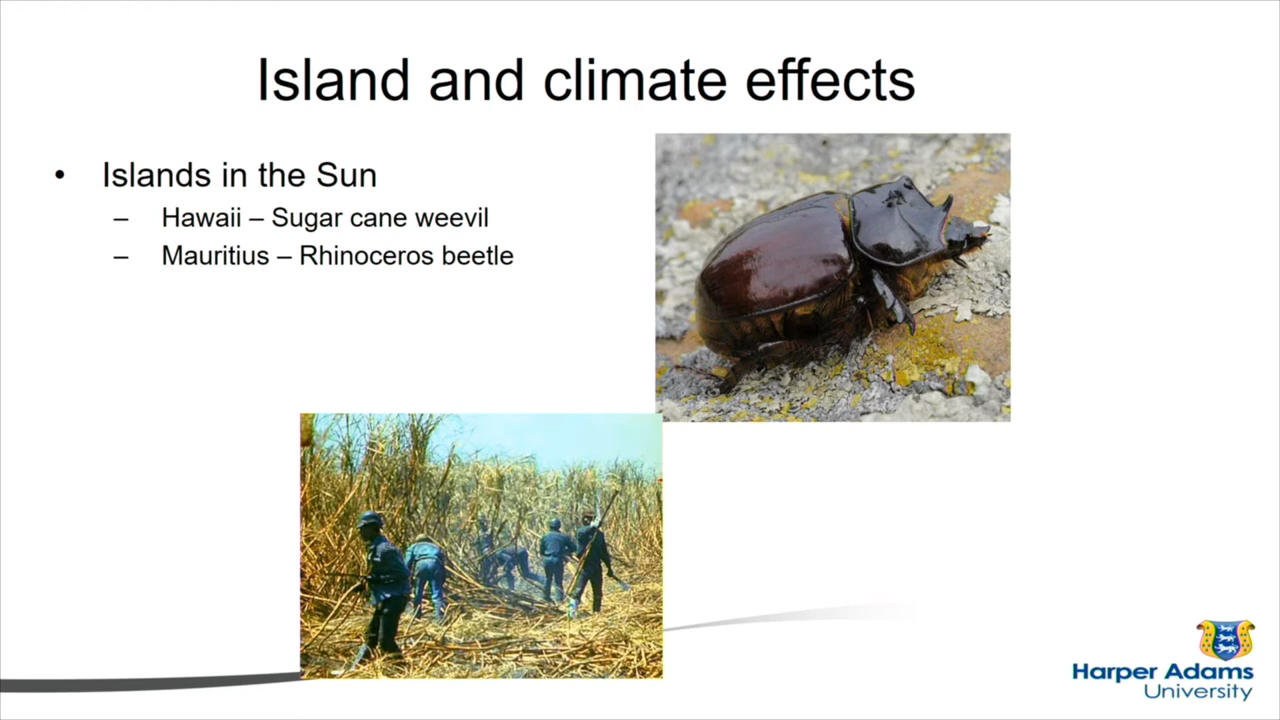 Island and climate effects
• Islands in the Sun
– Hawaii – Sugar cane weevil
– Mauritius – Rhinoceros beetle
Harper Adams
University